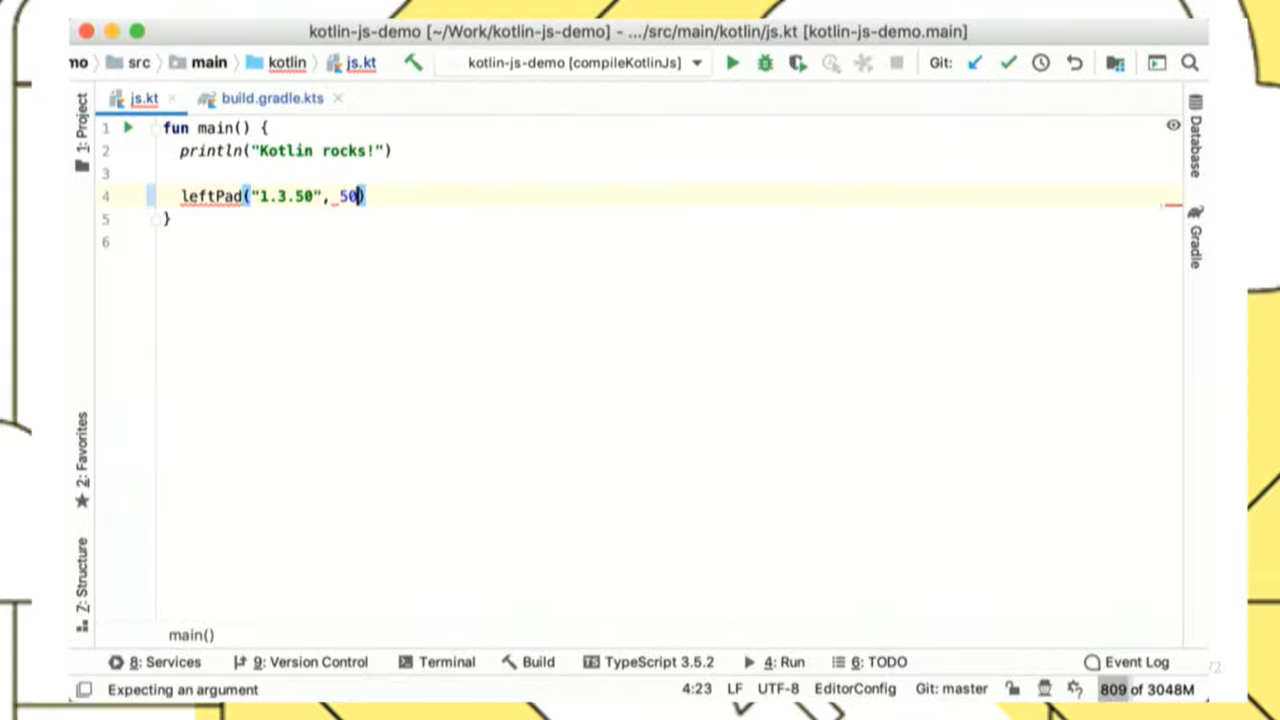 kotlin-js-demo [~/Work/kotlin-js-demo] - .../src/main/kotlin/js.kt [kotlin-js-demo.main]
mo src main kotlin js.kt kotlin-js-demo [compileKotlinJs] Git:
js.kt build.gradle.kts
1: Project
Database
Gradle
1 fun main() {
2 println("Kotlin rocks!")
3
4 leftPad("1.3.50", 50)
5 }
6
2: Favorites
Z: Structure
main()
8: Services 9: Version Control Terminal Build TypeScript 3.5.2 4: Run 6: TODO Event Log
Expecting an argument 4:23 LF UTF-8 EditorConfig Git: master 809 of 3048M